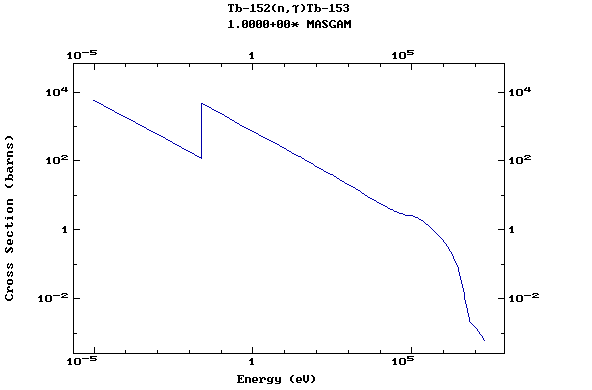 Tb-152(n,γ)Tb-153
1.0000+00* MASGAM
10⁻⁵ 1 10⁵
10⁴ 10⁴
10² 10²
1 1
10⁻² 10⁻²
10⁻⁵ 1 10⁵
Cross Section (barns)
Energy (eV)